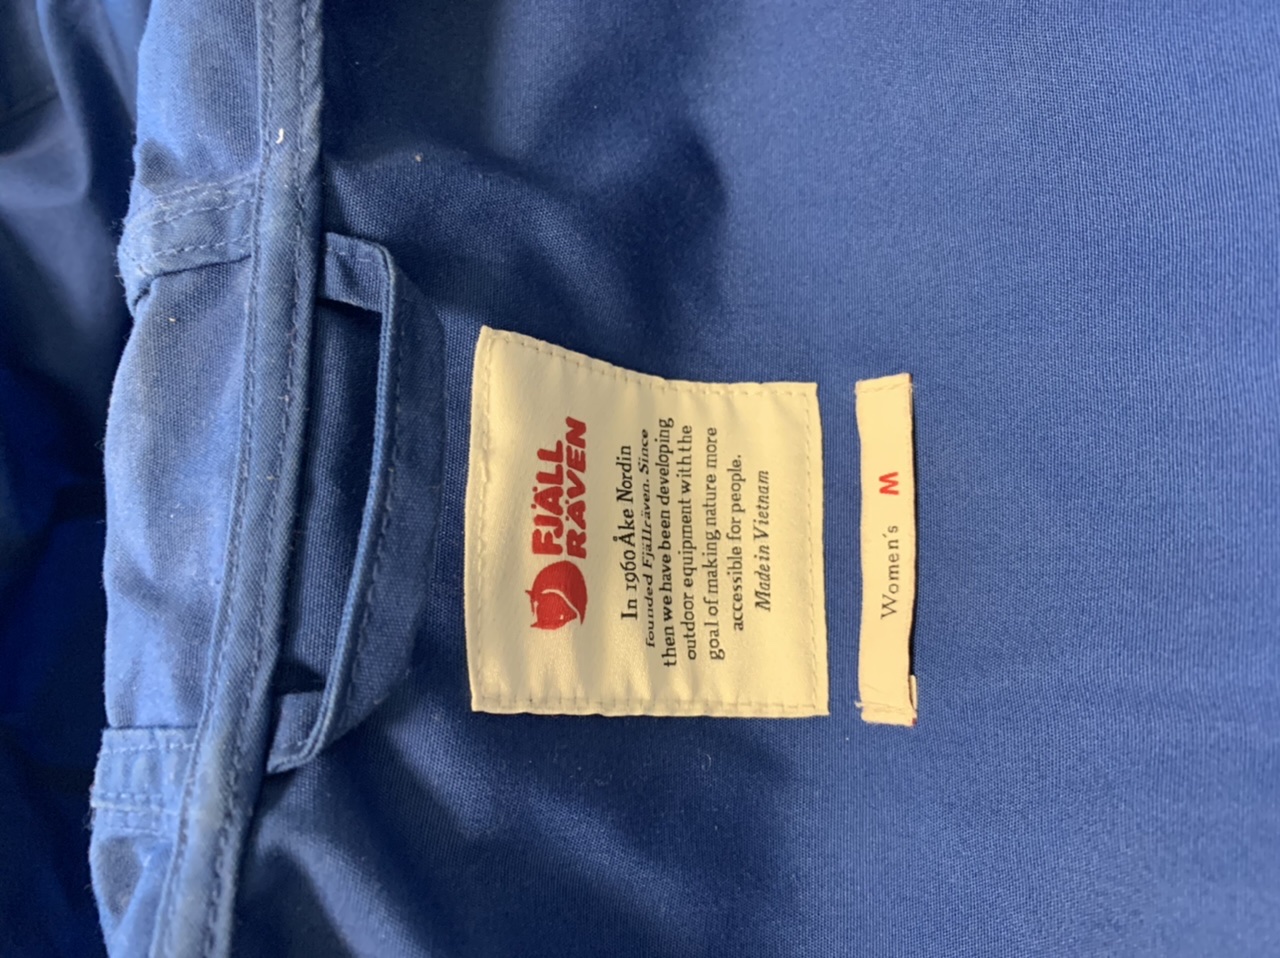 FJÄLL
RÄVEN
In 1960 Åke Nordin
founded Fjällräven. Since
then we have been developing
outdoor equipment with the
goal of making nature more
accessible for people.
Made in Vietnam
Women's M